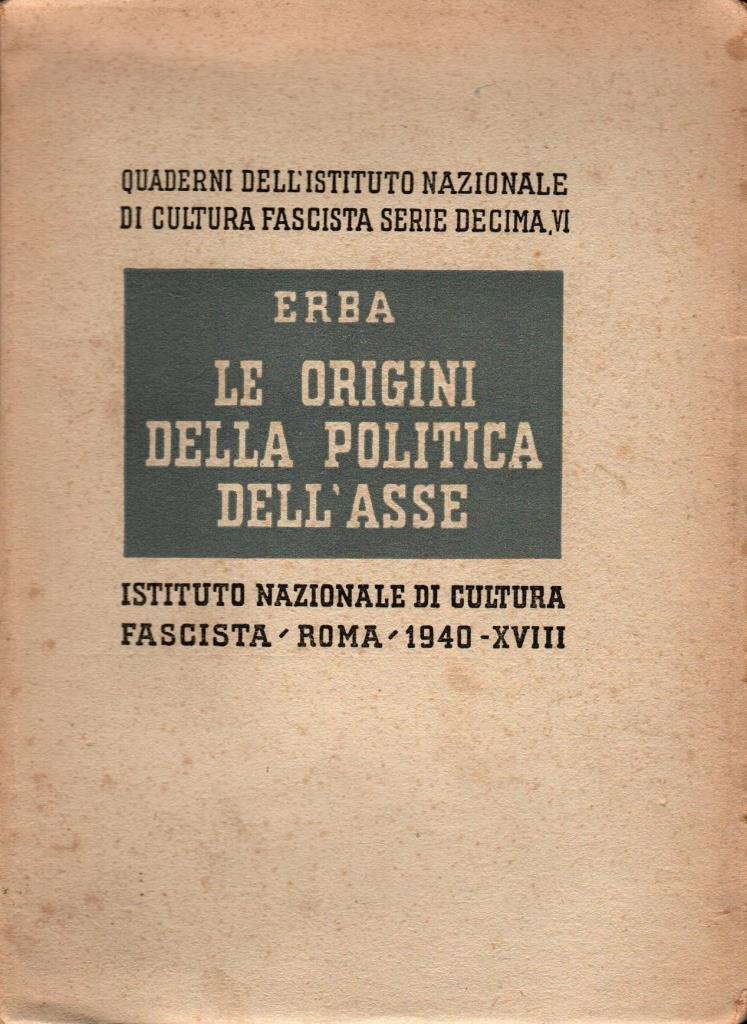 QUADERNI DELL'ISTITUTO NAZIONALE
DI CULTURA FASCISTA SERIE DECIMA, VI
ERBA
LE ORIGINI
DELLA POLITICA
DELL'ASSE
ISTITUTO NAZIONALE DI CULTURA
FASCISTA - ROMA - 1940 - XVIII